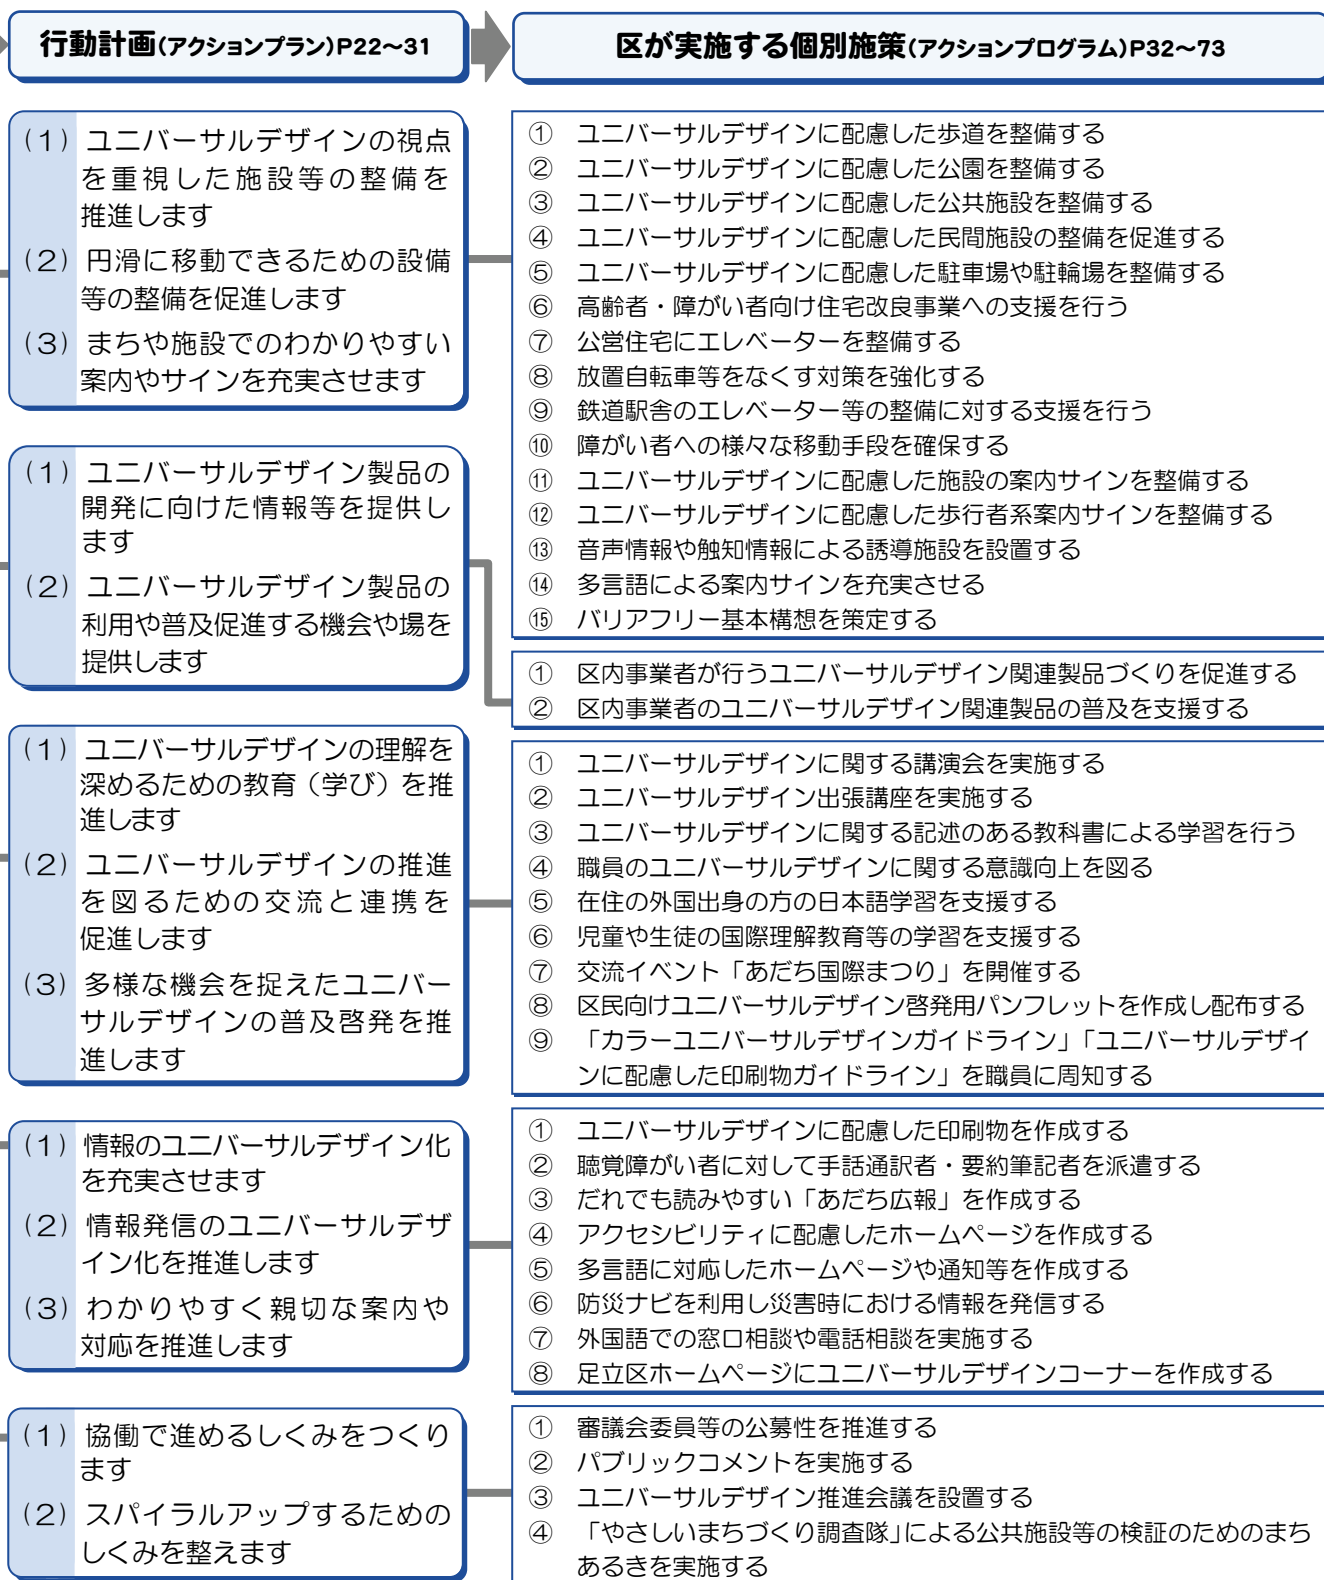 行動計画(アクションプラン)P22～31
区が実施する個別施策(アクションプログラム)P32～73
(1) ユニバーサルデザインの視点
を重視した施設等の整備を
推進します
(2) 円滑に移動できるための設備
等の整備を促進します
(3) まちや施設でのわかりやすい
案内やサインを充実させます
① ユニバーサルデザインに配慮した歩道を整備する
② ユニバーサルデザインに配慮した公園を整備する
③ ユニバーサルデザインに配慮した公共施設を整備する
④ ユニバーサルデザインに配慮した民間施設の整備を促進する
⑤ ユニバーサルデザインに配慮した駐車場や駐輪場を整備する
⑥ 高齢者・障がい者向け住宅改良事業への支援を行う
⑦ 公営住宅にエレベーターを整備する
⑧ 放置自転車等をなくす対策を強化する
⑨ 鉄道駅舎のエレベーター等の整備に対する支援を行う
⑩ 障がい者への様々な移動手段を確保する
⑪ ユニバーサルデザインに配慮した施設の案内サインを整備する
⑫ ユニバーサルデザインに配慮した歩行者系案内サインを整備する
⑬ 音声情報や触知情報による誘導施設を設置する
⑭ 多言語による案内サインを充実させる
⑮ バリアフリー基本構想を策定する
(1) ユニバーサルデザイン製品の
開発に向けた情報等を提供し
ます
(2) ユニバーサルデザイン製品の
利用や普及促進する機会や場を
提供します
① 区内事業者が行うユニバーサルデザイン関連製品づくりを促進する
② 区内事業者のユニバーサルデザイン関連製品の普及を支援する
(1) ユニバーサルデザインの理解を
深めるための教育（学び）を推
進します
(2) ユニバーサルデザインの推進
を図るための交流と連携を
促進します
(3) 多様な機会を捉えたユニバー
サルデザインの普及啓発を推
進します
① ユニバーサルデザインに関する講演会を実施する
② ユニバーサルデザイン出張講座を実施する
③ ユニバーサルデザインに関する記述のある教科書による学習を行う
④ 職員のユニバーサルデザインに関する意識向上を図る
⑤ 在住の外国出身の方の日本語学習を支援する
⑥ 児童や生徒の国際理解教育等の学習を支援する
⑦ 交流イベント「あだち国際まつり」を開催する
⑧ 区民向けユニバーサルデザイン啓発用パンフレットを作成し配布する
⑨ 「カラーユニバーサルデザインガイドライン」「ユニバーサルデザイ
ンに配慮した印刷物ガイドライン」を職員に周知する
(1) 情報のユニバーサルデザイン化
を充実させます
(2) 情報発信のユニバーサルデザ
イン化を推進します
(3) わかりやすく親切な案内や
対応を推進します
① ユニバーサルデザインに配慮した印刷物を作成する
② 聴覚障がい者に対して手話通訳者・要約筆記者を派遣する
③ だれでも読みやすい「あだち広報」を作成する
④ アクセシビリティに配慮したホームページを作成する
⑤ 多言語に対応したホームページや通知等を作成する
⑥ 防災ナビを利用し災害時における情報を発信する
⑦ 外国語での窓口相談や電話相談を実施する
⑧ 足立区ホームページにユニバーサルデザインコーナーを作成する
(1) 協働で進めるしくみをつくり
ます
(2) スパイラルアップするための
しくみを整えます
① 審議会委員等の公募性を推進する
② パブリックコメントを実施する
③ ユニバーサルデザイン推進会議を設置する
④ 「やさしいまちづくり調査隊」による公共施設等の検証のためのまち
あるきを実施する